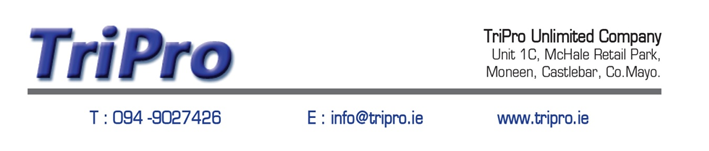 TriPro
TriPro Unlimited Company
Unit 1C, McHale Retail Park,
Moneen, Castlebar, Co.Mayo.
T : 094 -9027426 E : info@tripro.ie www.tripro.ie